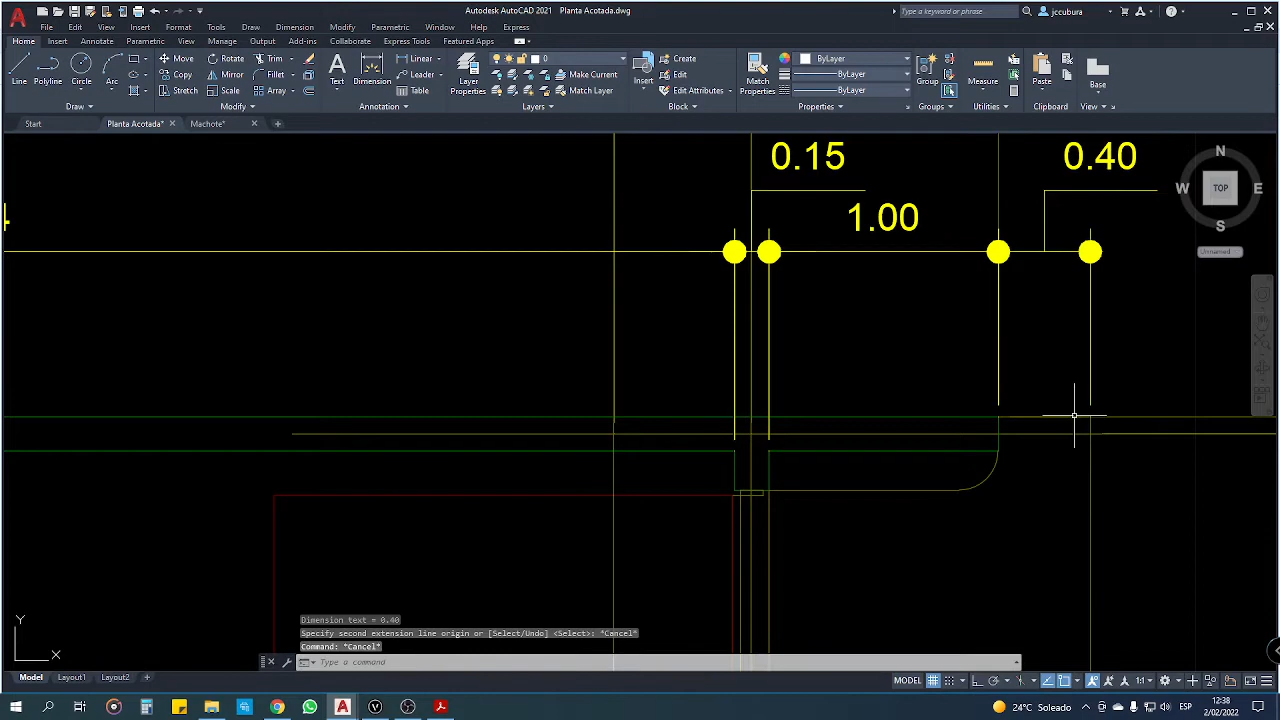 Autodesk AutoCAD 2021 Planta Acotada.dwg
Type a keyword or phrase
jccubura
File Edit View Insert Format Tools Draw Dimension Modify Parametric Window Help Express
Home Insert Annotate Parametric View Manage Output Add-ins Collaborate Express Tools Featured Apps
Line Polyline Circle Arc
Move Rotate Trim
Copy Mirror Fillet
Stretch Scale Array
Text Dimension
Linear
Leader
Table
Layer Properties
0
Make Current
Match Layer
Insert
Create
Edit
Edit Attributes
Match Properties
ByLayer
ByLayer
ByLayer
Group
Measure
Paste
Base
Draw Modify Annotation Layers Block Properties Groups Utilities Clipboard View
Start Planta Acotada* Machote*
0.15 0.40
1.00
4
N
W TOP E
S
Unnamed
Y
X
Dimension text = 0.40
Specify second extension line origin or [Select/Undo] <Select>: *Cancel*
Command: *Cancel*
Type a command
Model Layout1 Layout2
MODEL 1:1
24°C Soleado
ESP
12:38
2/02/2022